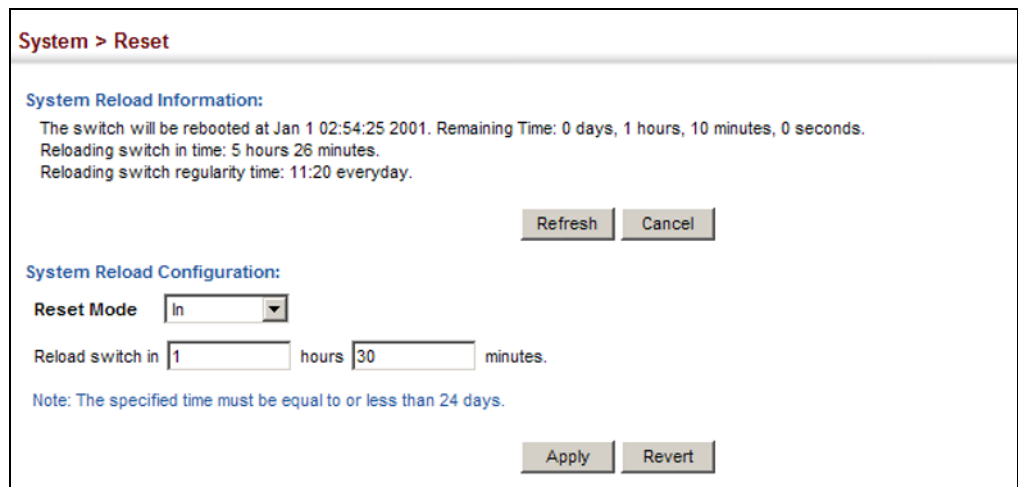 System > Reset
System Reload Information:
The switch will be rebooted at Jan 1 02:54:25 2001. Remaining Time: 0 days, 1 hours, 10 minutes, 0 seconds.
Reloading switch in time: 5 hours 26 minutes.
Reloading switch regularity time: 11:20 everyday.
Refresh Cancel
System Reload Configuration:
Reset Mode In
Reload switch in 1 hours 30 minutes.
Note: The specified time must be equal to or less than 24 days.
Apply Revert